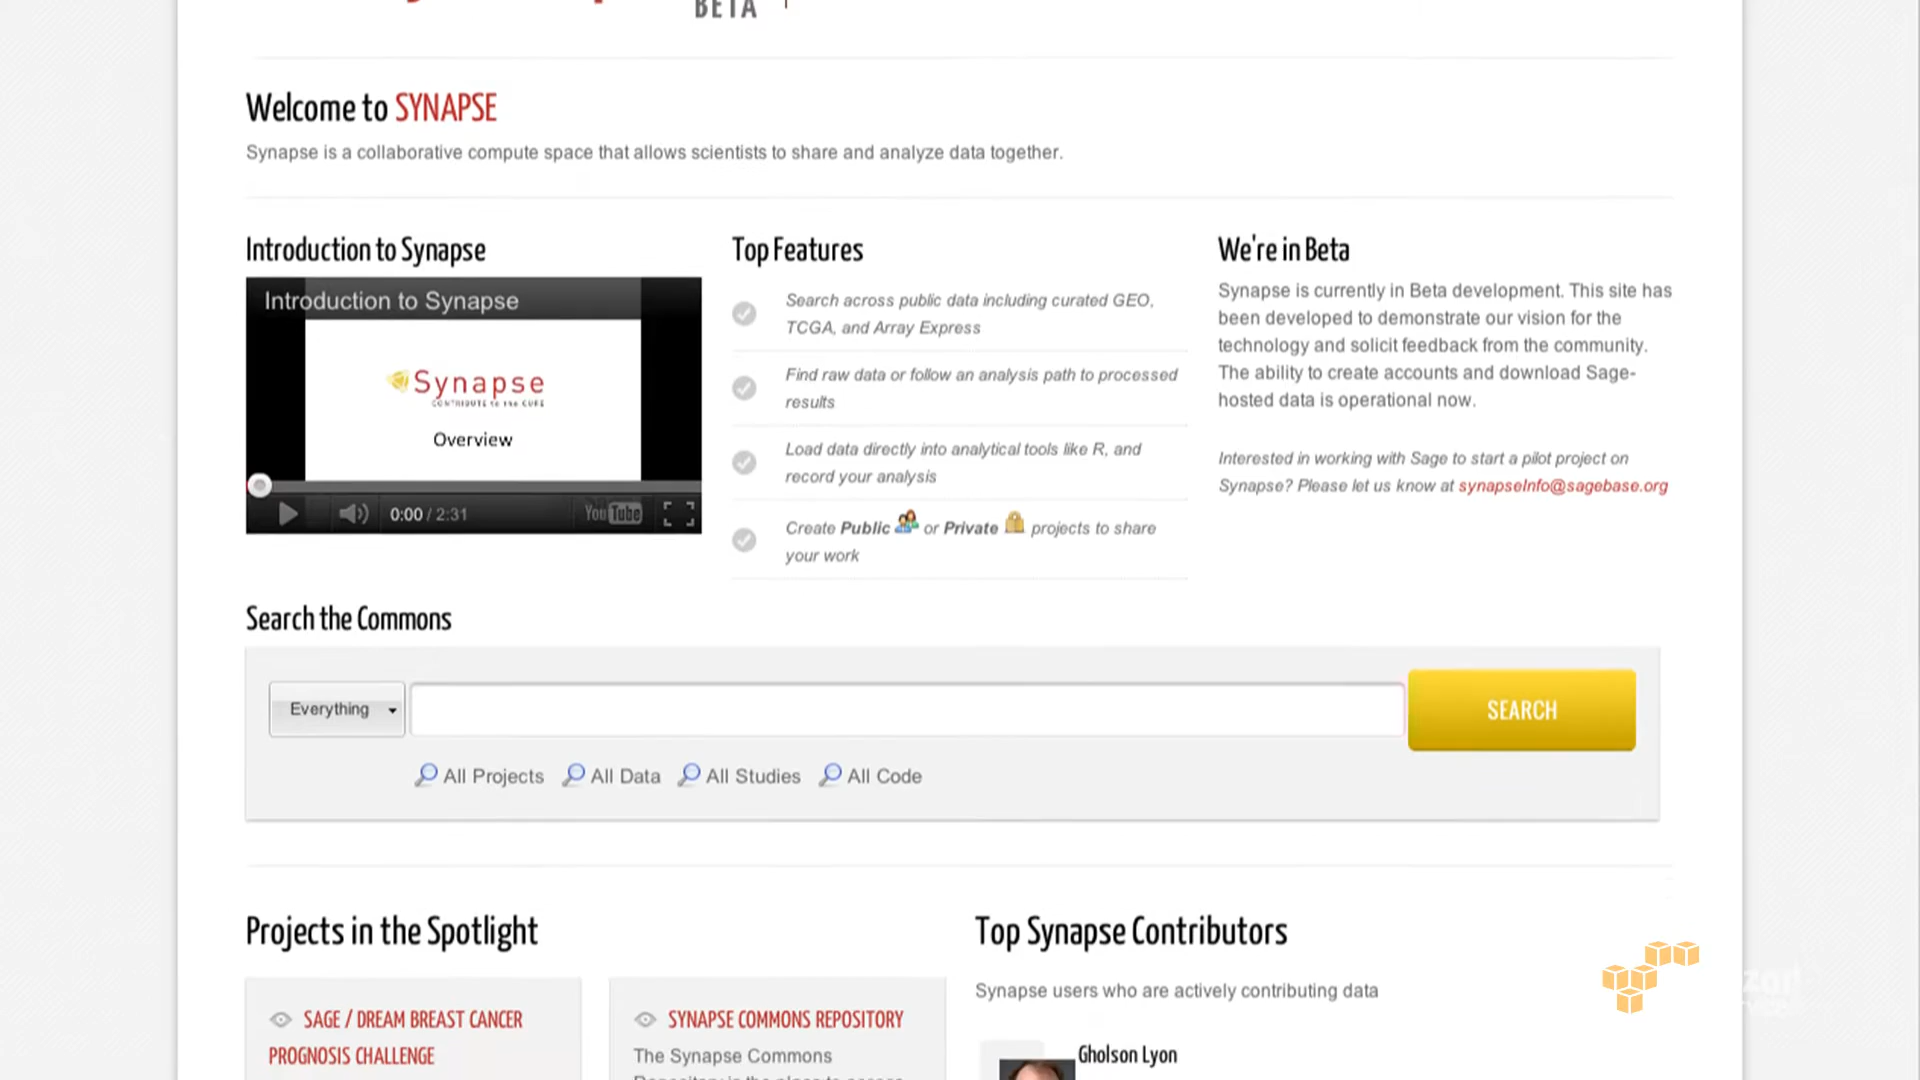 BETA
Welcome to SYNAPSE
Synapse is a collaborative compute space that allows scientists to share and analyze data together.
Introduction to Synapse
Introduction to Synapse
Synapse
CONTRIBUTE to the CURE
Overview
0:00 / 2:31
YouTube
Top Features
Search across public data including curated GEO,
TCGA, and Array Express
Find raw data or follow an analysis path to processed
results
Load data directly into analytical tools like R, and
record your analysis
Create Public or Private projects to share
your work
We're in Beta
Synapse is currently in Beta development. This site has
been developed to demonstrate our vision for the
technology and solicit feedback from the community.
The ability to create accounts and download Sage-
hosted data is operational now.
Interested in working with Sage to start a pilot project on
Synapse? Please let us know at synapseInfo@sagebase.org
Search the Commons
Everything
SEARCH
All Projects
All Data
All Studies
All Code
Projects in the Spotlight
SAGE / DREAM BREAST CANCER
PROGNOSIS CHALLENGE
SYNAPSE COMMONS REPOSITORY
The Synapse Commons
Top Synapse Contributors
Synapse users who are actively contributing data
Gholson Lyon